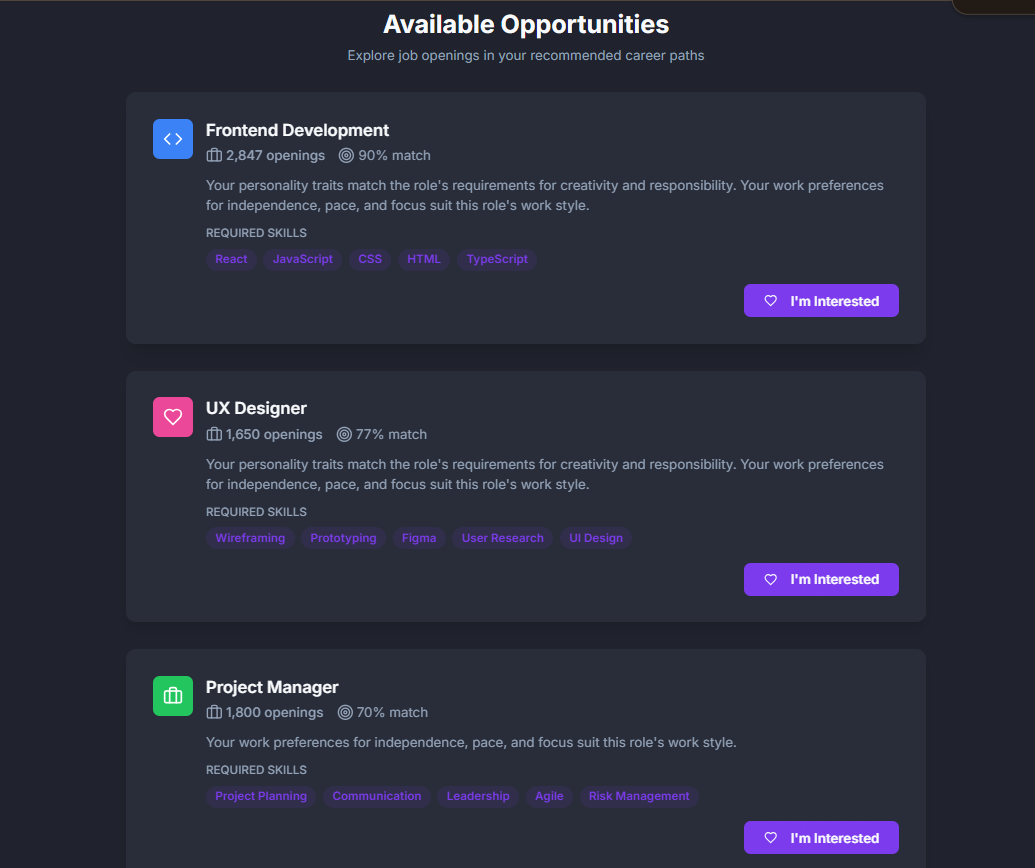 Available Opportunities
Explore job openings in your recommended career paths
Frontend Development
2,847 openings 90% match
Your personality traits match the role's requirements for creativity and responsibility. Your work preferences
for independence, pace, and focus suit this role's work style.
REQUIRED SKILLS
React JavaScript CSS HTML TypeScript
I'm Interested
UX Designer
1,650 openings 77% match
Your personality traits match the role's requirements for creativity and responsibility. Your work preferences
for independence, pace, and focus suit this role's work style.
REQUIRED SKILLS
Wireframing Prototyping Figma User Research UI Design
I'm Interested
Project Manager
1,800 openings 70% match
Your work preferences for independence, pace, and focus suit this role's work style.
REQUIRED SKILLS
Project Planning Communication Leadership Agile Risk Management
I'm Interested